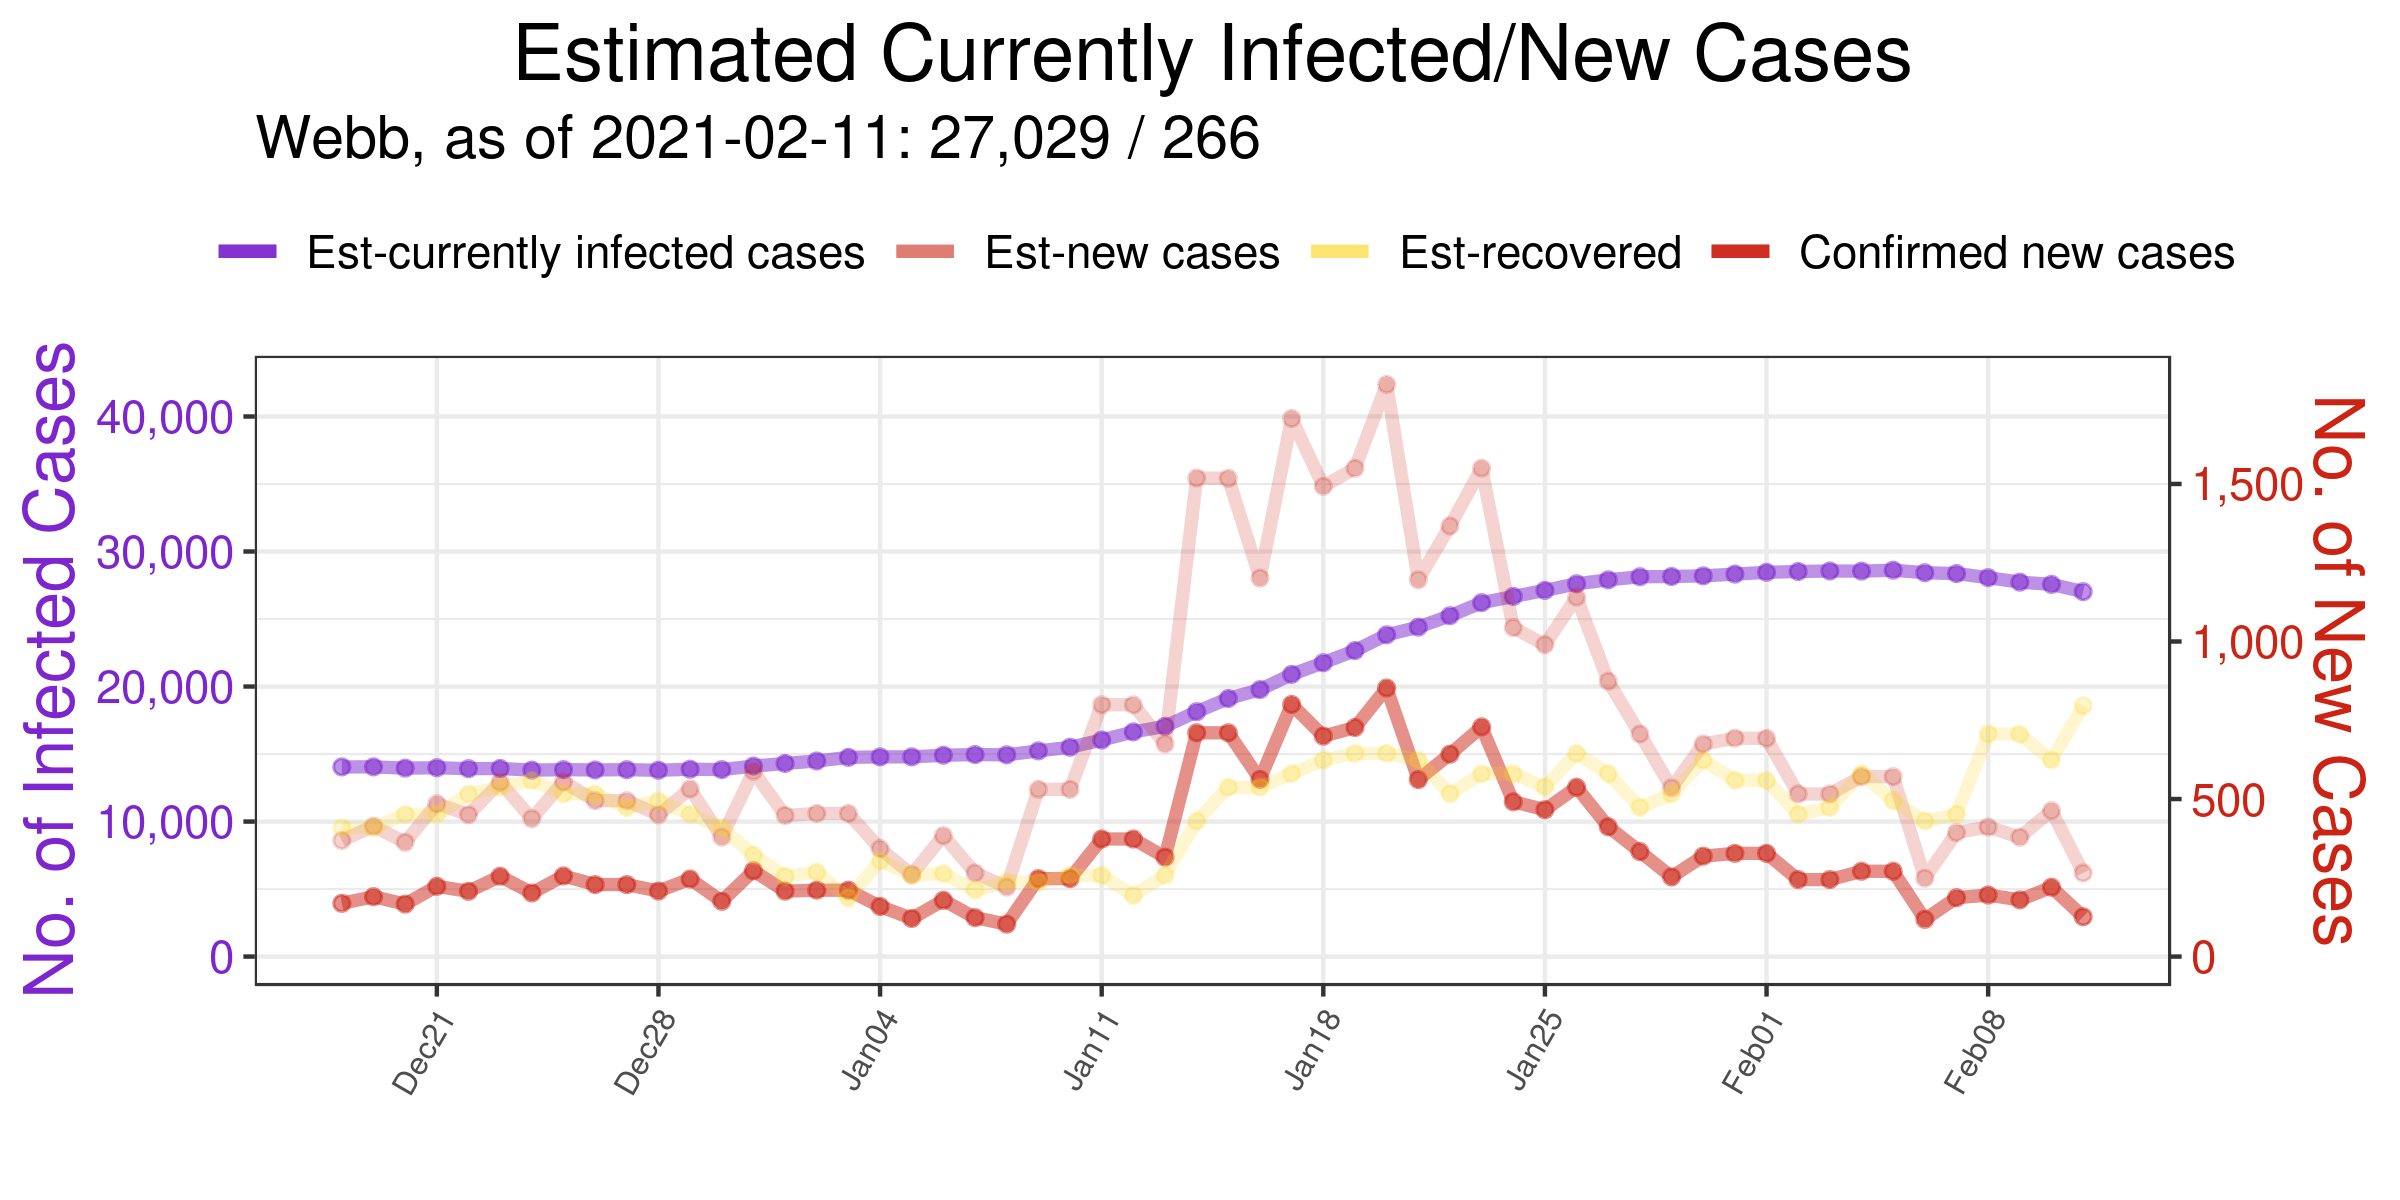 Estimated Currently Infected/New Cases
Webb, as of 2021-02-11: 27,029 / 266
Est-currently infected cases Est-new cases Est-recovered Confirmed new cases
No. of Infected Cases
40,000
30,000
20,000
10,000
0
1,500
1,000
500
0
No. of New Cases
Dec21 Dec28 Jan04 Jan11 Jan18 Jan25 Feb01 Feb08